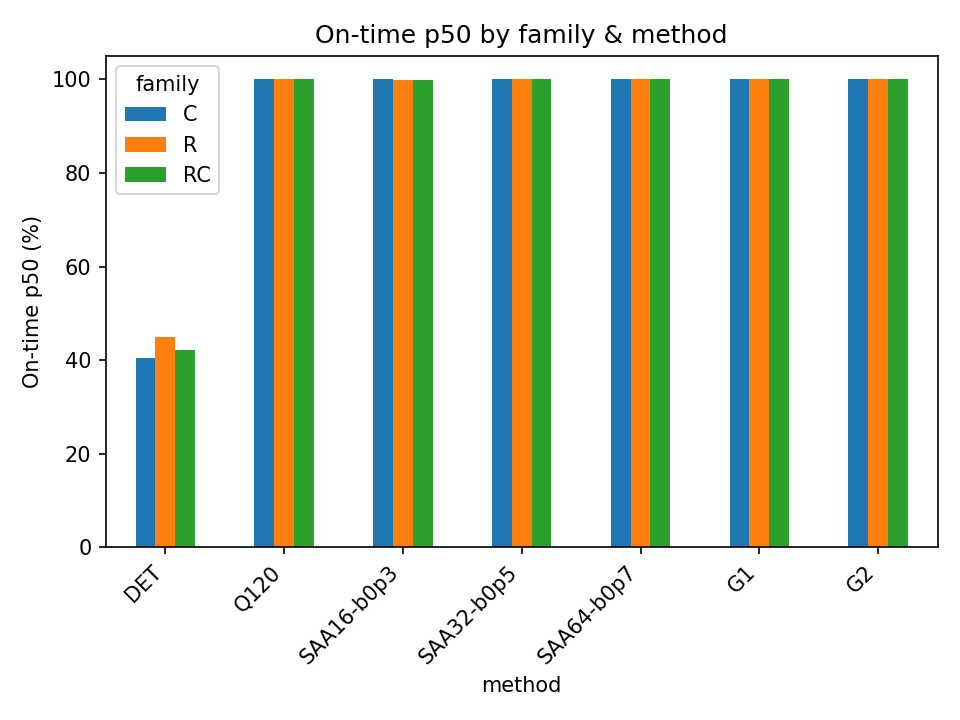 On-time p50 by family & method
family
C
R
RC
On-time p50 (%)
100
80
60
40
20
0
DET
Q120
SAA16-b0p3
SAA32-b0p5
SAA64-b0p7
G1
G2
method